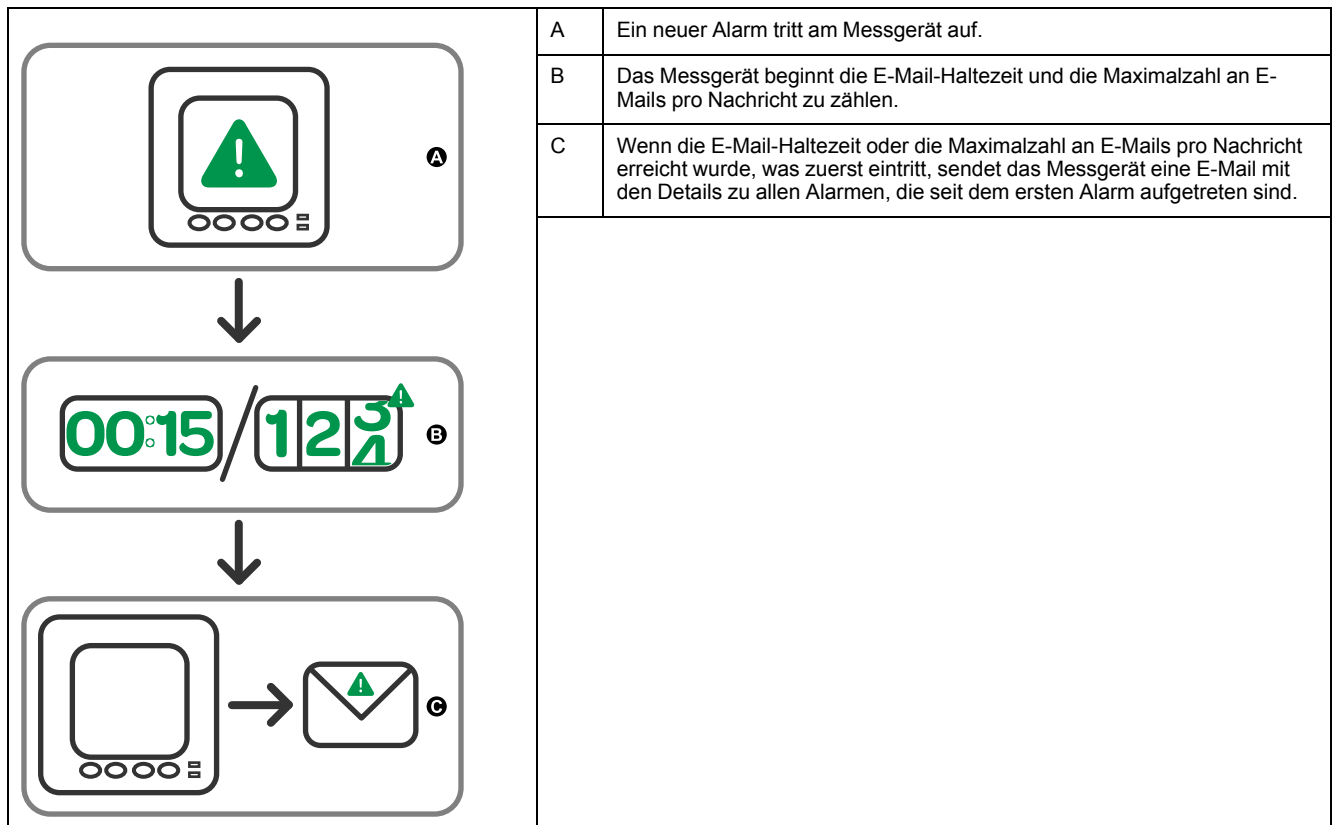 A
Ein neuer Alarm tritt am Messgerät auf.
B
Das Messgerät beginnt die E-Mail-Haltezeit und die Maximalzahl an E-
Mails pro Nachricht zu zählen.
C
Wenn die E-Mail-Haltezeit oder die Maximalzahl an E-Mails pro Nachricht
erreicht wurde, was zuerst eintritt, sendet das Messgerät eine E-Mail mit
den Details zu allen Alarmen, die seit dem ersten Alarm aufgetreten sind.
!
A
00:15/123 !
4
B
!
C